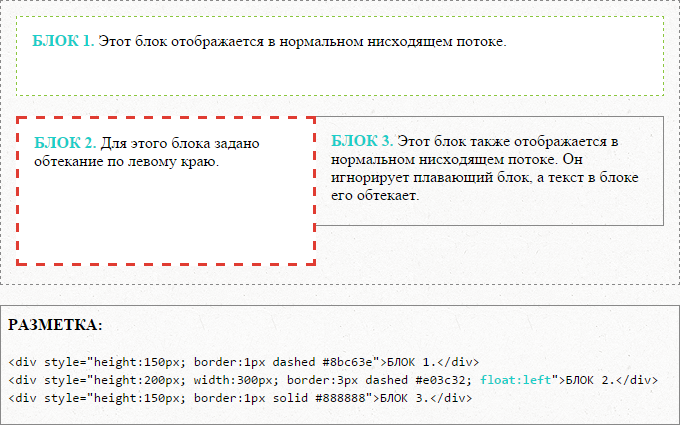 БЛОК 1. Этот блок отображается в нормальном нисходящем потоке.
БЛОК 2. Для этого блока задано
обтекание по левому краю.
БЛОК 3. Этот блок также отображается в
нормальном нисходящем потоке. Он
игнорирует плавающий блок, а текст в блоке
его обтекает.
РАЗМЕТКА:
<div style="height:150px; border:1px dashed #8bc63e">БЛОК 1.</div>
<div style="height:200px; width:300px; border:3px dashed #e03c32; float:left">БЛОК 2.</div>
<div style="height:150px; border:1px solid #888888">БЛОК 3.</div>